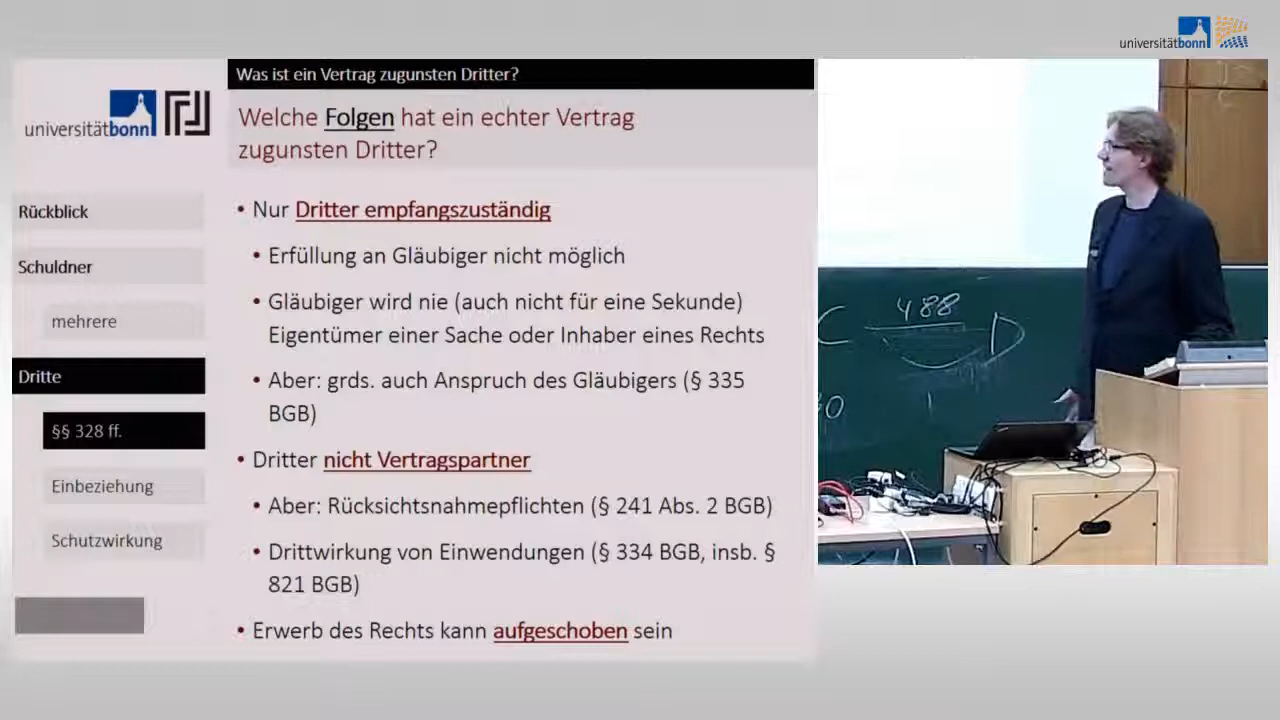 universitätbonn
universitätbonn
Was ist ein Vertrag zugunsten Dritter?
Welche Folgen hat ein echter Vertrag
zugunsten Dritter?
Rückblick
Schuldner
mehrere
Dritte
§§ 328 ff.
Einbeziehung
Schutzwirkung
• Nur Dritter empfangszuständig
• Erfüllung an Gläubiger nicht möglich
• Gläubiger wird nie (auch nicht für eine Sekunde)
Eigentümer einer Sache oder Inhaber eines Rechts
• Aber: grds. auch Anspruch des Gläubigers (§ 335
BGB)
• Dritter nicht Vertragspartner
• Aber: Rücksichtsnahmepflichten (§ 241 Abs. 2 BGB)
• Drittwirkung von Einwendungen (§ 334 BGB, insb. §
821 BGB)
• Erwerb des Rechts kann aufgeschoben sein
C 488 D